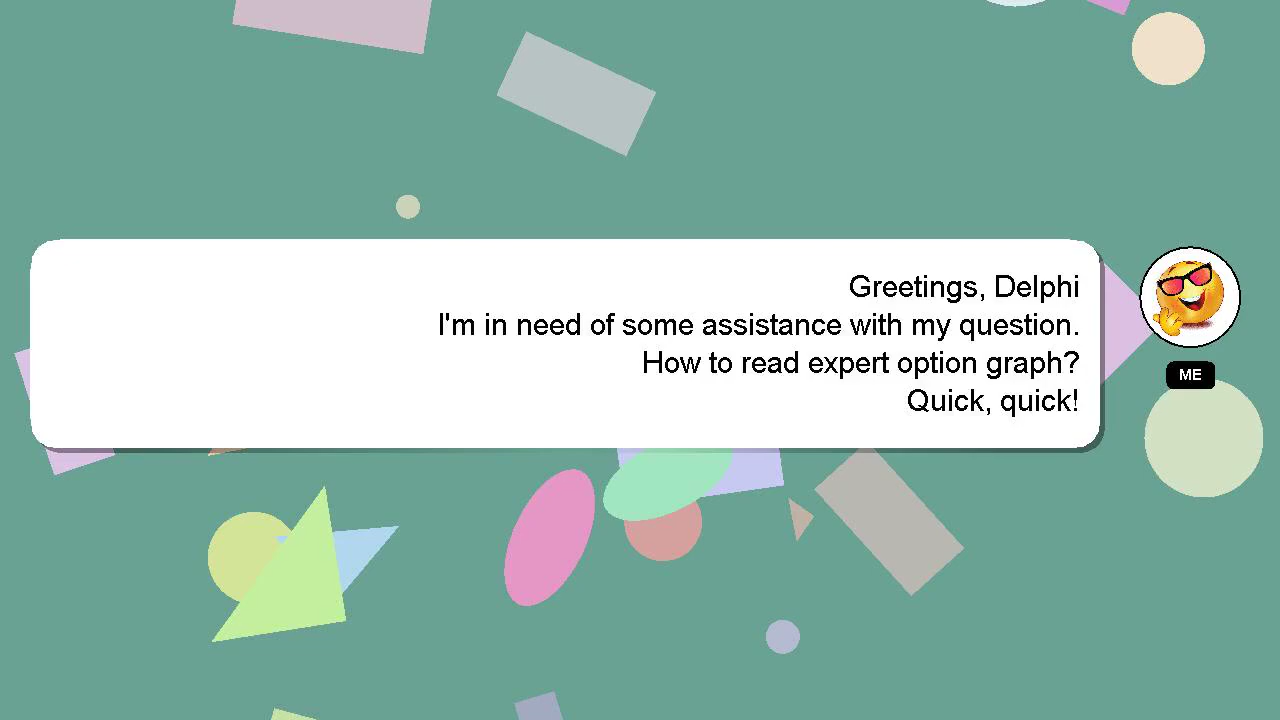 Greetings, Delphi
I'm in need of some assistance with my question.
How to read expert option graph?
Quick, quick!
ME